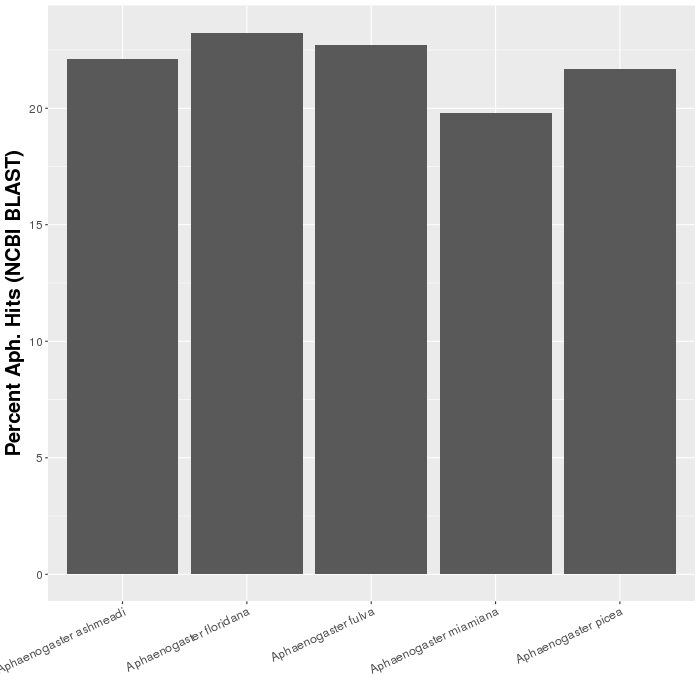 Percent Aph. Hits (NCBI BLAST)
20
15
10
5
0
Aphaenogaster ashmeadi
Aphaenogaster floridana
Aphaenogaster fulva
Aphaenogaster miamiana
Aphaenogaster picea